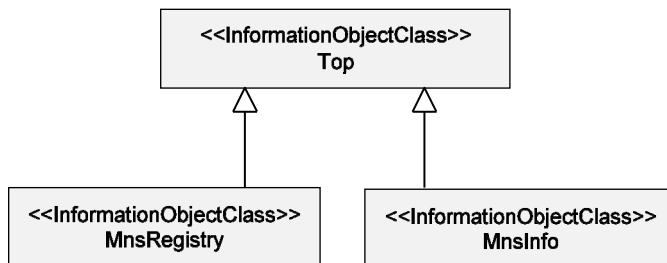 <<InformationObjectClass>>
Top
<<InformationObjectClass>>
MnsRegistry
<<InformationObjectClass>>
MnsInfo